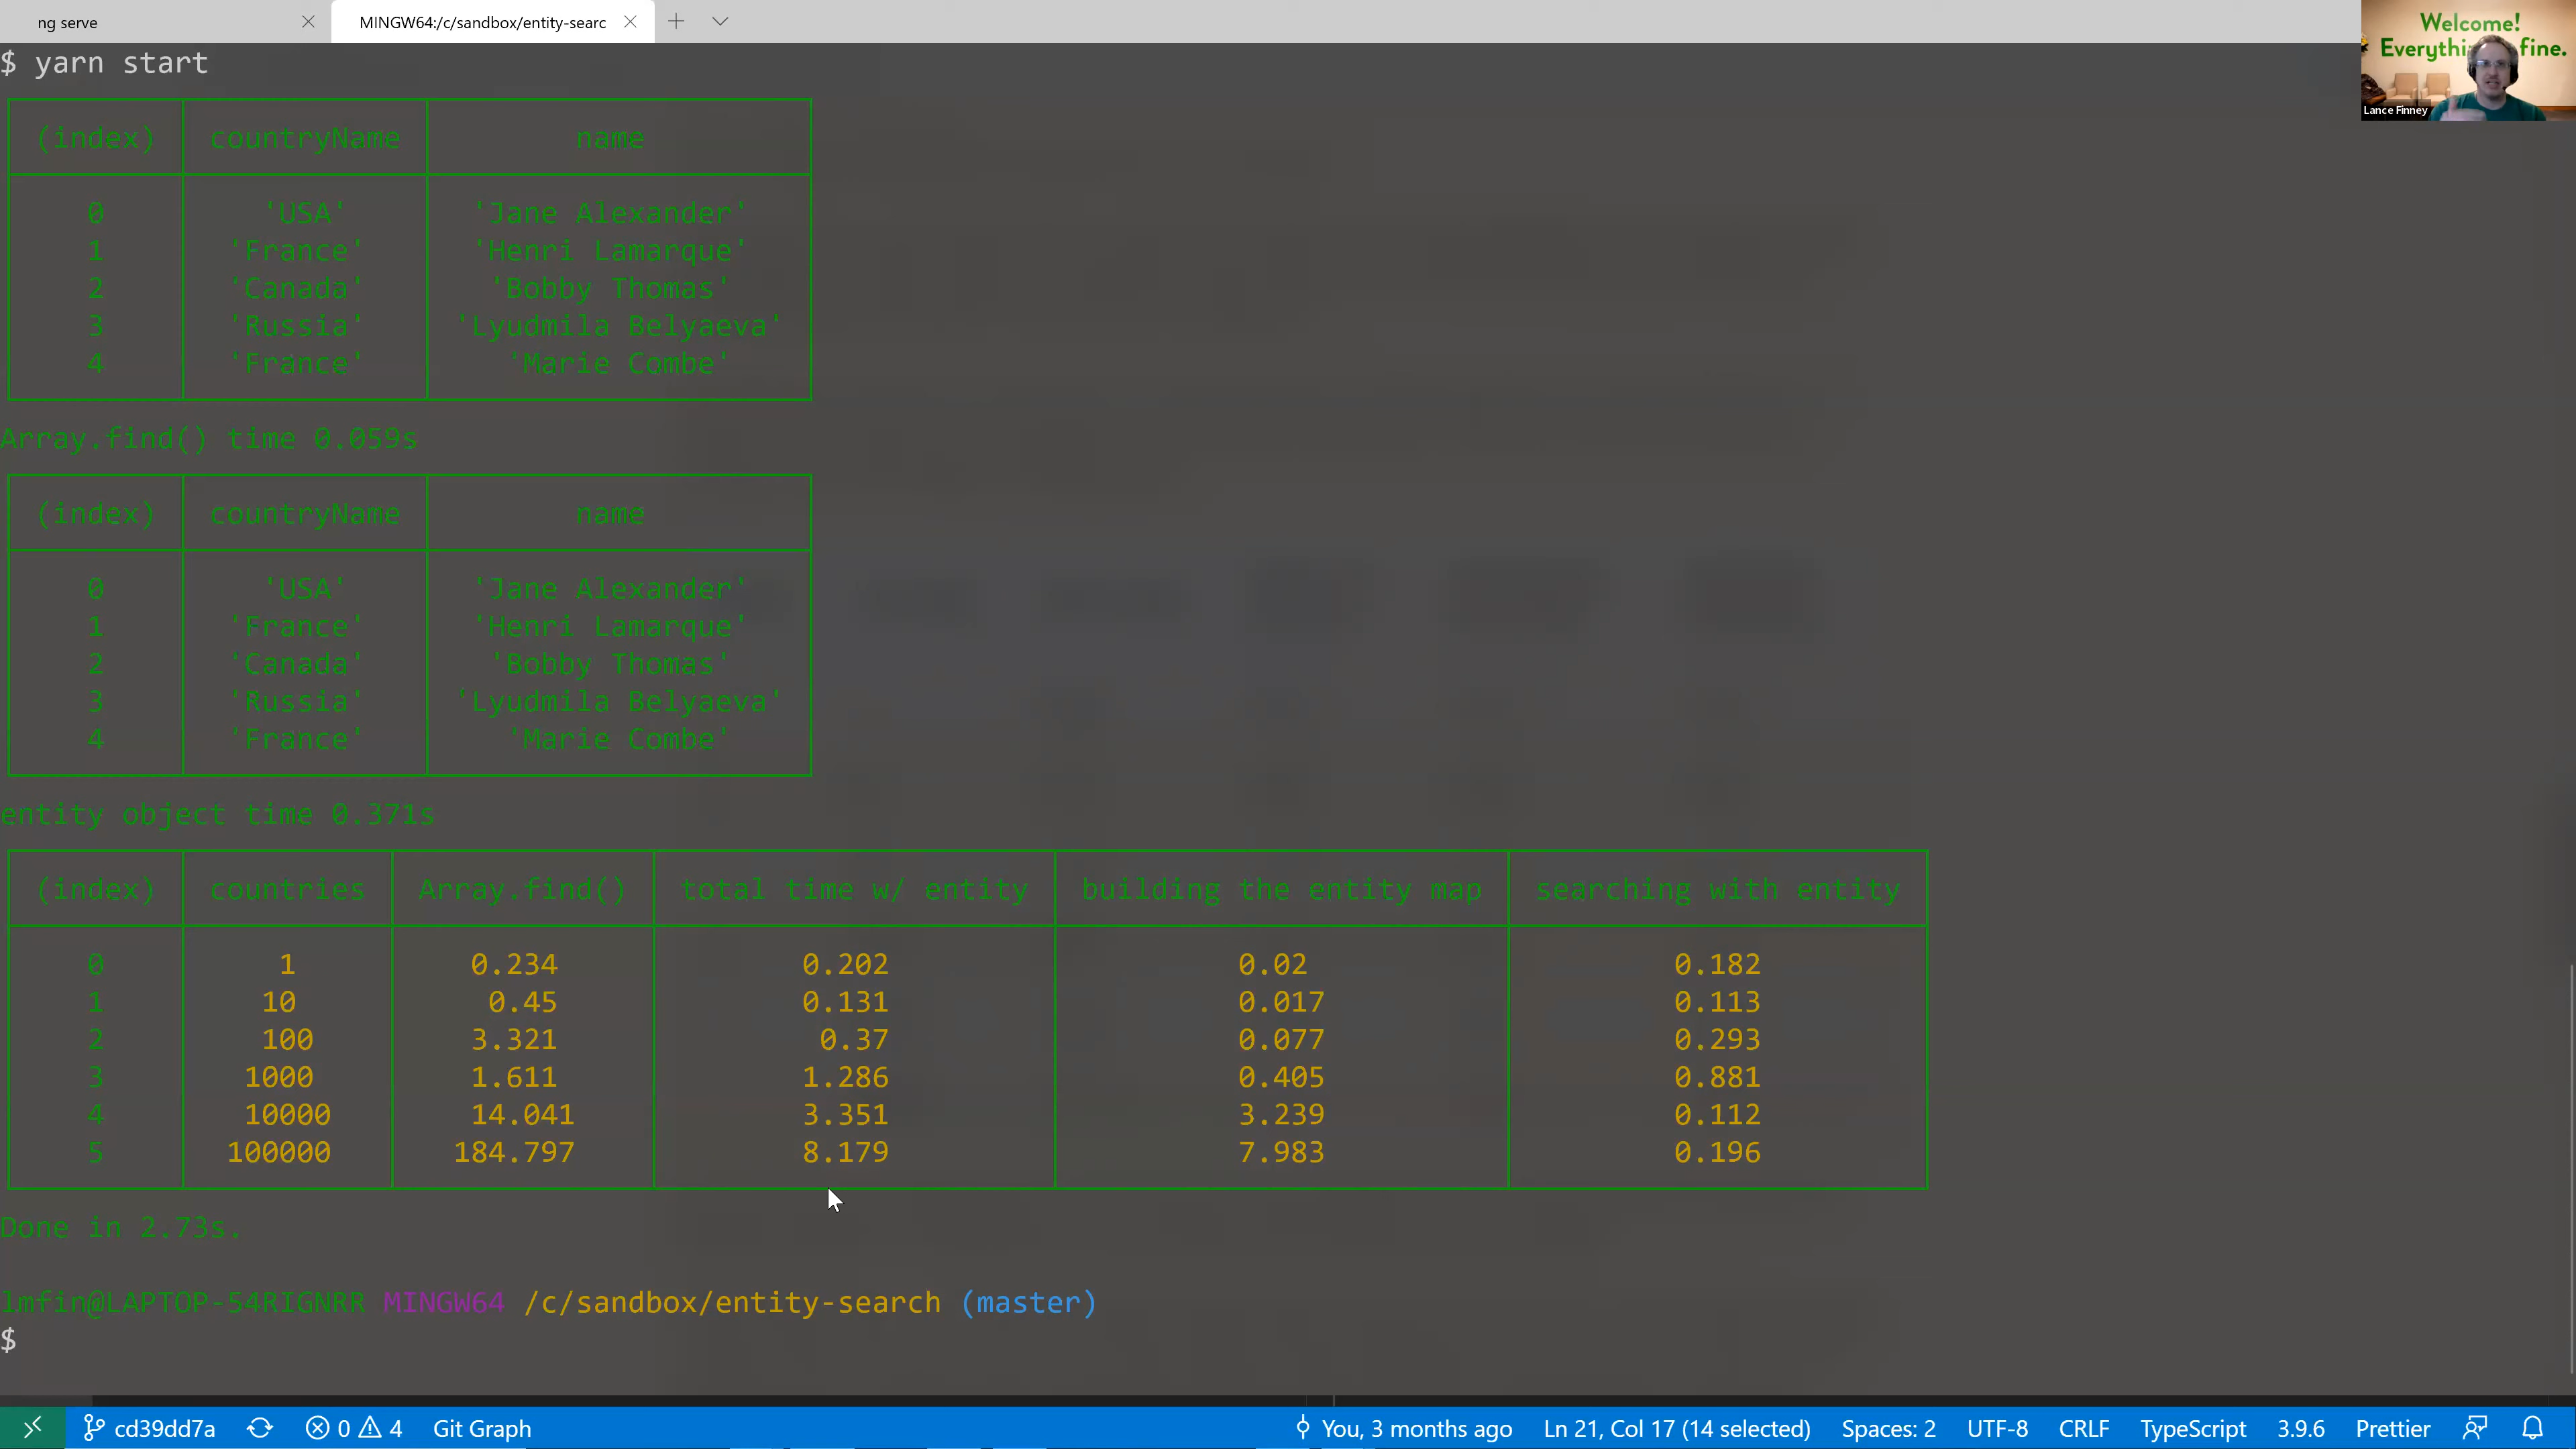 ng serve
MINGW64:/c/sandbox/entity-searc
Welcome!
Lance Finney
$ yarn start
(index) countryName name
0 'USA' 'Jane Alexander'
1 'France' 'Henri Lamarque'
2 'Canada' 'Bobby Thomas'
3 'Russia' 'Lyudmila Belyaeva'
4 'France' 'Marie Combe'
Array.find() time 0.059s
(index) countryName name
0 'USA' 'Jane Alexander'
1 'France' 'Henri Lamarque'
2 'Canada' 'Bobby Thomas'
3 'Russia' 'Lyudmila Belyaeva'
4 'France' 'Marie Combe'
entity object time 0.371s
(index) countries Array.find() total time w/ entity building the entity map searching with entity
0 1 0.234 0.202 0.02 0.182
1 10 0.45 0.131 0.017 0.113
2 100 3.321 0.37 0.077 0.293
3 1000 1.611 1.286 0.405 0.881
4 10000 14.041 3.351 3.239 0.112
5 100000 184.797 8.179 7.983 0.196
Done in 2.73s.
lmfin@LAPTOP-54RIGNRR MINGW64 /c/sandbox/entity-search (master)
$
cd39dd7a 0 4 Git Graph You, 3 months ago Ln 21, Col 17 (14 selected) Spaces: 2 UTF-8 CRLF TypeScript 3.9.6 Prettier